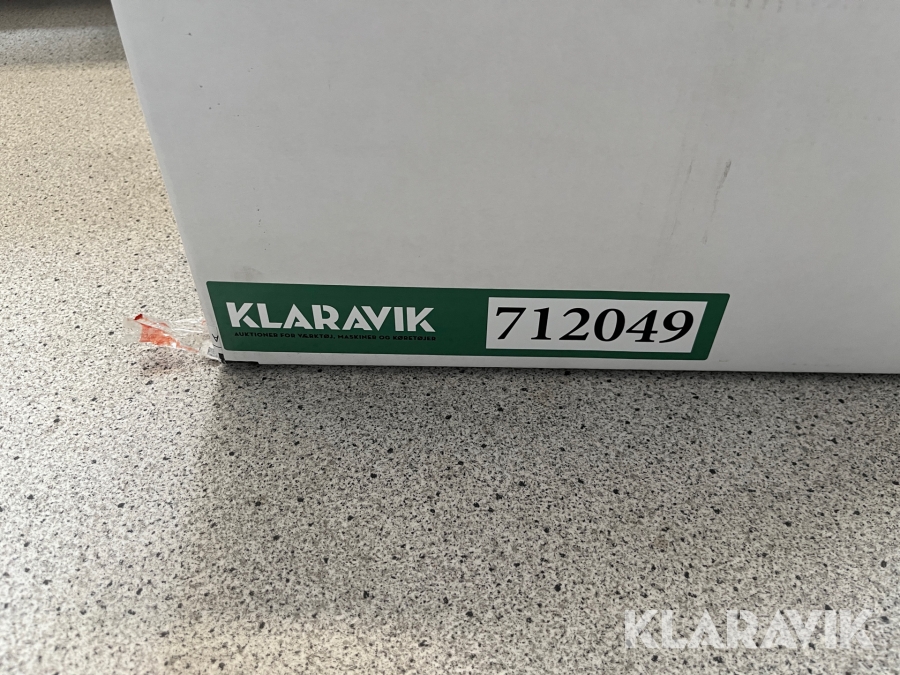 KLARAVIK
AUKTIONER FOR VÆRKTØJ, MASKINER OG KØRETØJER
712049
KLARAVIK